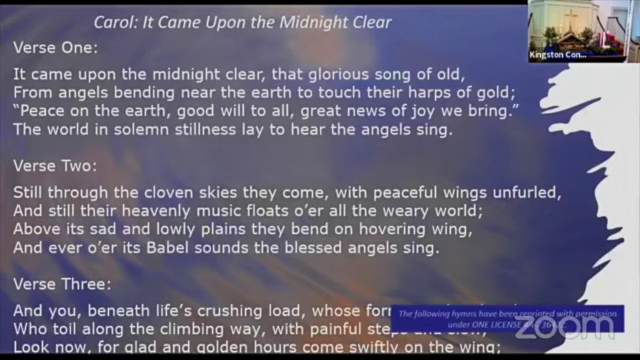 Carol: It Came Upon the Midnight Clear
Kingston Con...
Verse One:
It came upon the midnight clear, that glorious song of old,
From angels bending near the earth to touch their harps of gold;
“Peace on the earth, good will to all, great news of joy we bring.”
The world in solemn stillness lay to hear the angels sing.
Verse Two:
Still through the cloven skies they come, with peaceful wings unfurled,
And still their heavenly music floats o’er all the weary world;
Above its sad and lowly plains they bend on hovering wing,
And ever o’er its Babel sounds the blessed angels sing.
Verse Three:
And you, beneath life’s crushing load, whose
Who toil along the climbing way, with painful steps and slow,
Look now, for glad and golden hours come swiftly on the wing;
The following hymns have been reprinted with permission
under ONE LICENSE
zoom